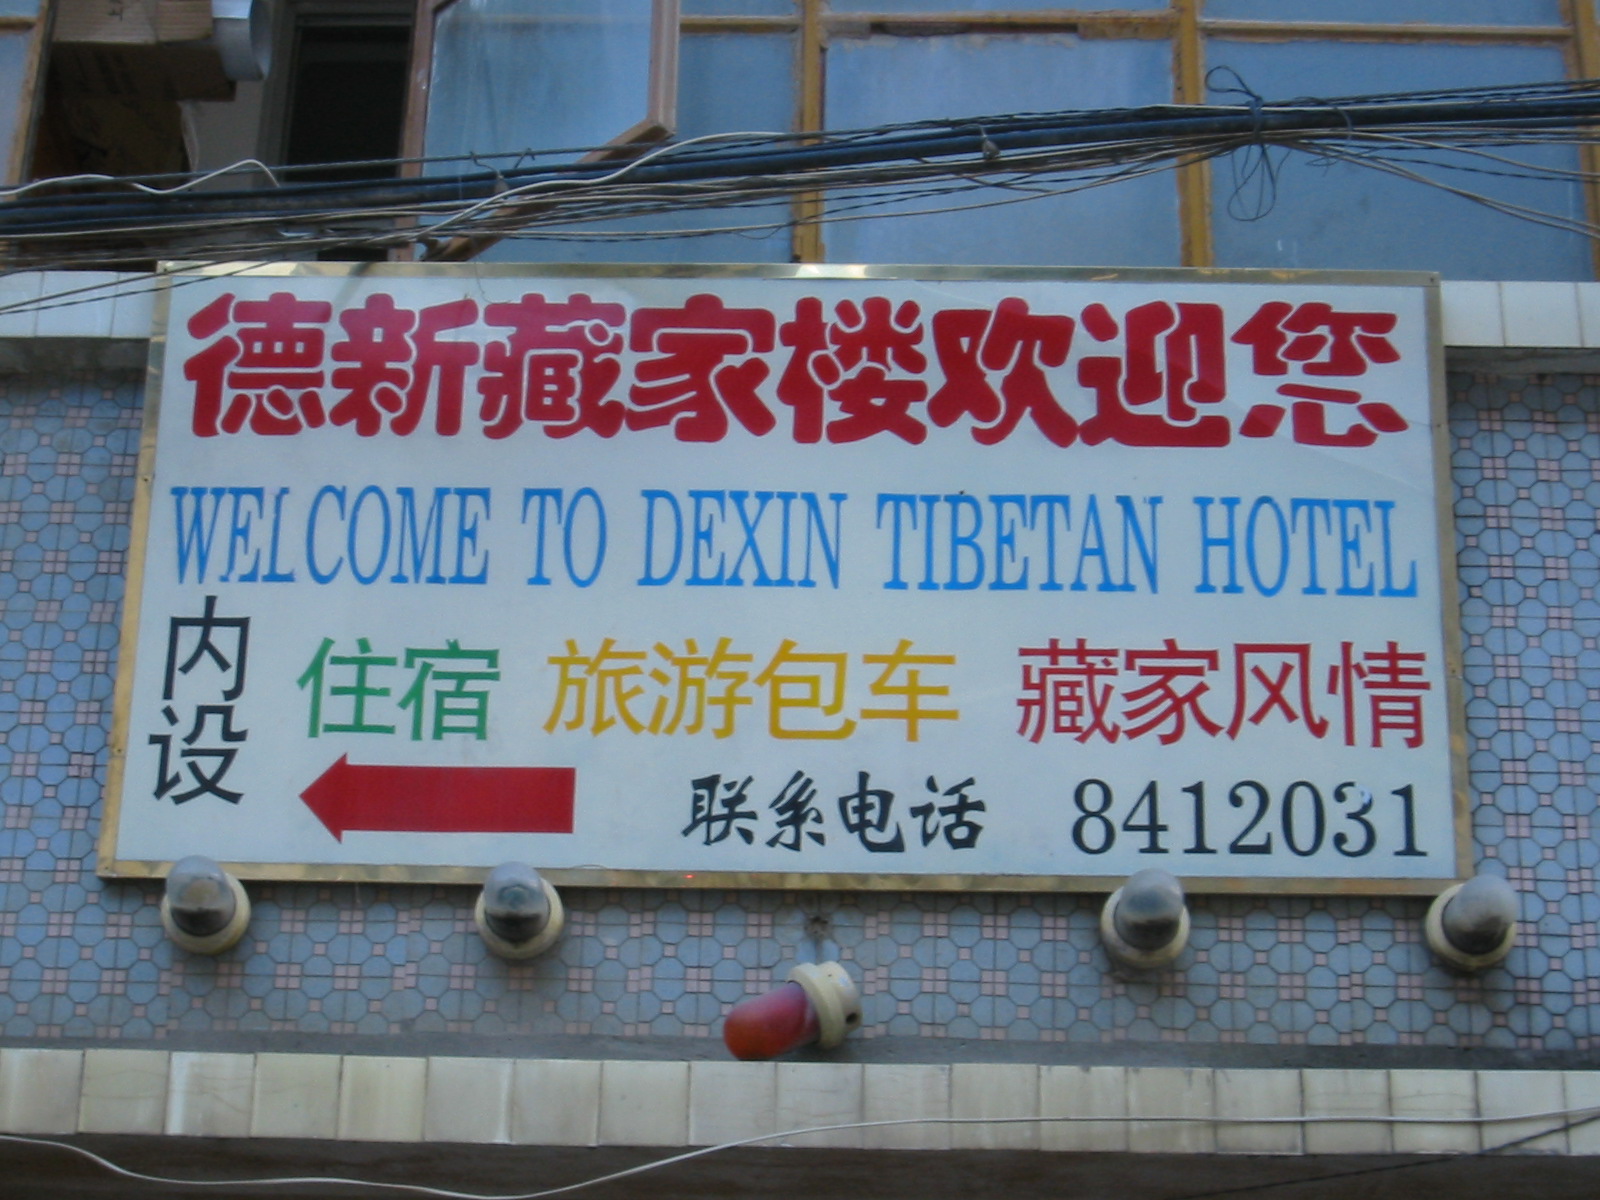 德新藏家楼欢迎您
WELCOME TO DEXIN TIBETAN HOTEL
内设
住宿 旅游包车 藏家风情
联系电话 8412031